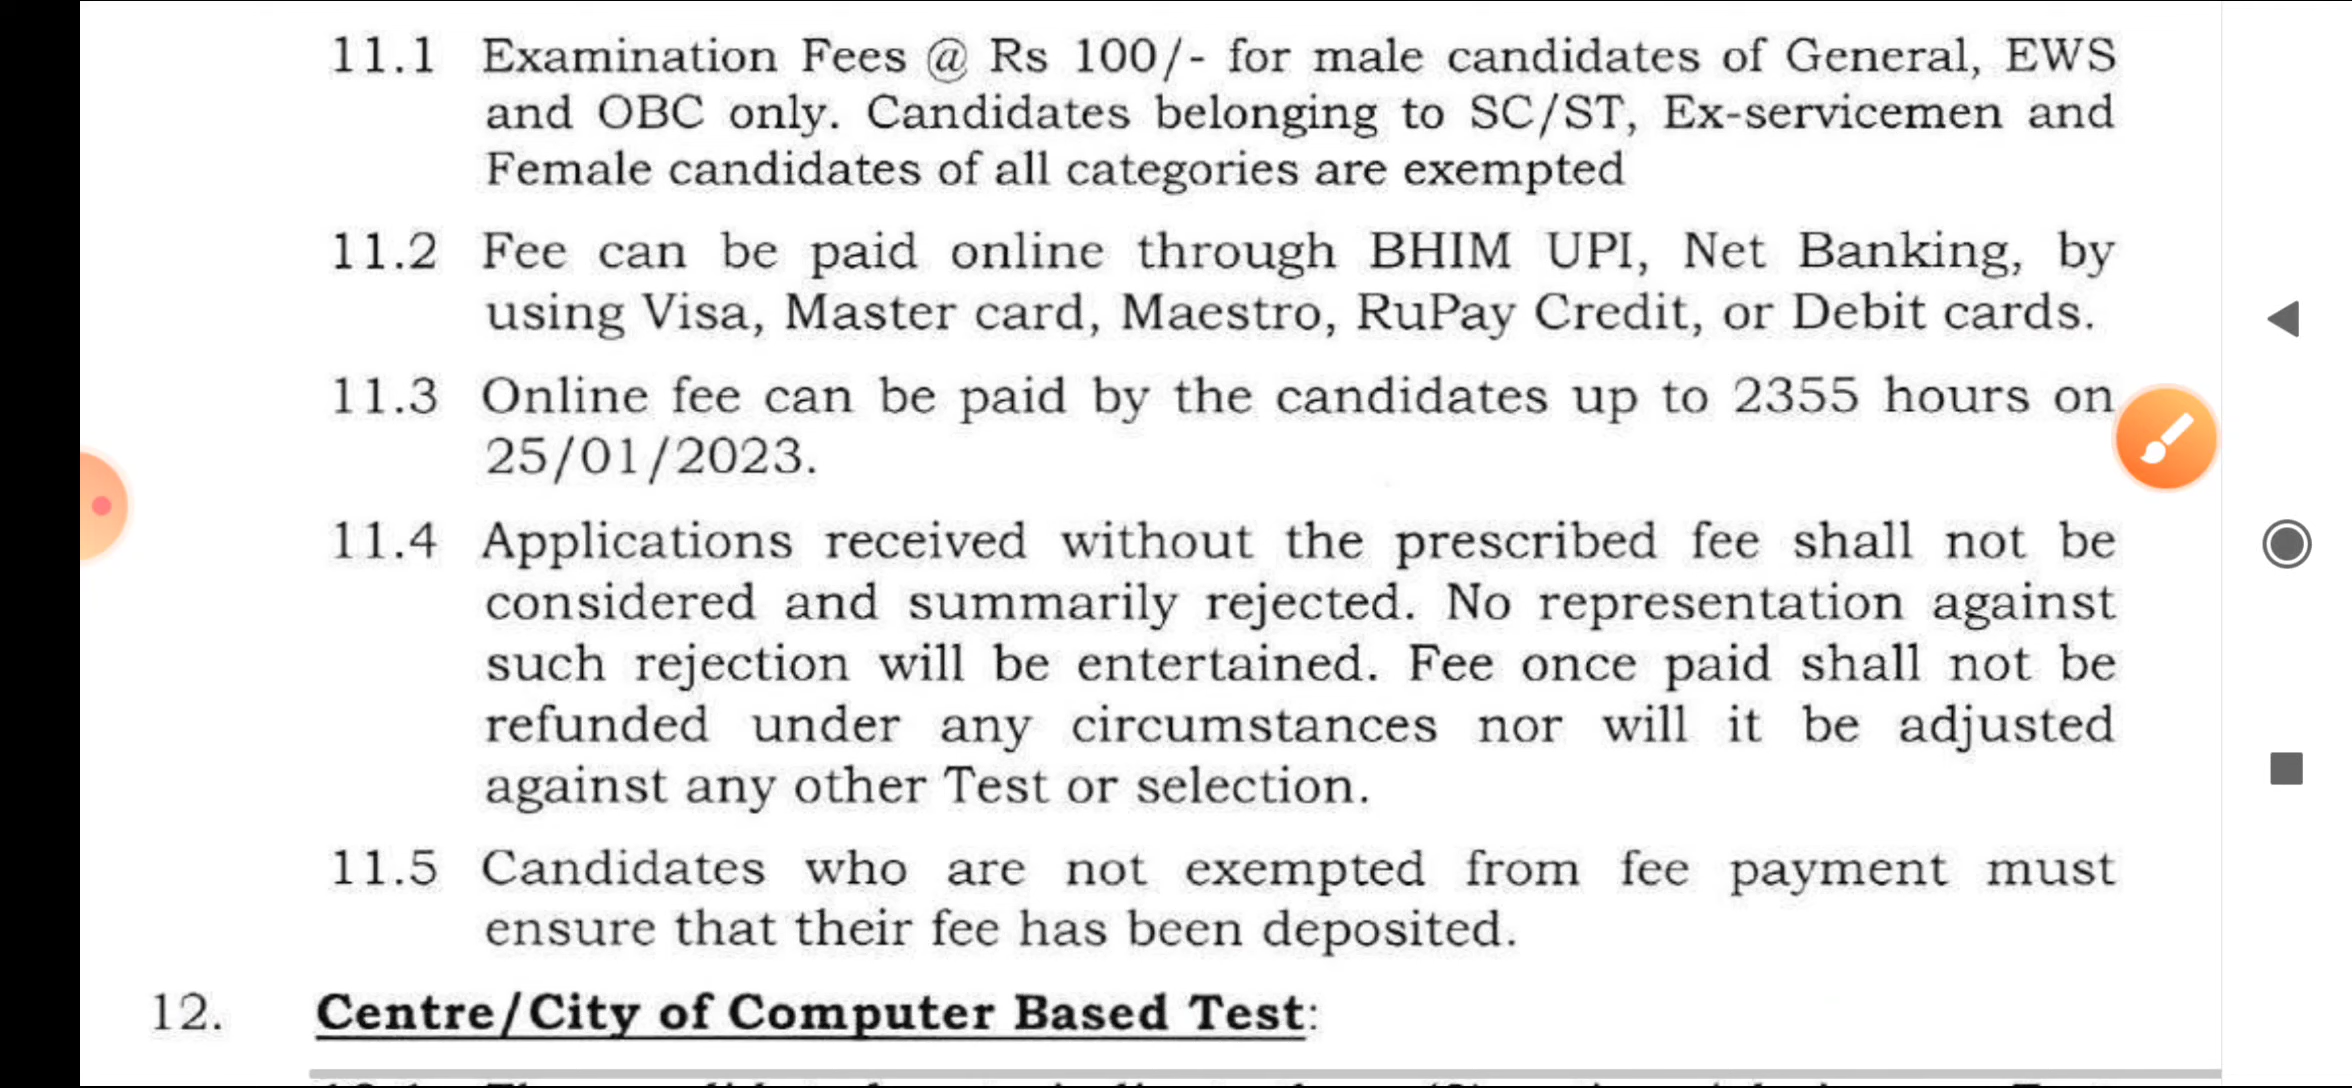 11.1 Examination Fees @ Rs 100/- for male candidates of General, EWS
and OBC only. Candidates belonging to SC/ST, Ex-servicemen and
Female candidates of all categories are exempted
11.2 Fee can be paid online through BHIM UPI, Net Banking, by
using Visa, Master card, Maestro, RuPay Credit, or Debit cards.
11.3 Online fee can be paid by the candidates up to 2355 hours on
25/01/2023.
11.4 Applications received without the prescribed fee shall not be
considered and summarily rejected. No representation against
such rejection will be entertained. Fee once paid shall not be
refunded under any circumstances nor will it be adjusted
against any other Test or selection.
11.5 Candidates who are not exempted from fee payment must
ensure that their fee has been deposited.
12. Centre/City of Computer Based Test: